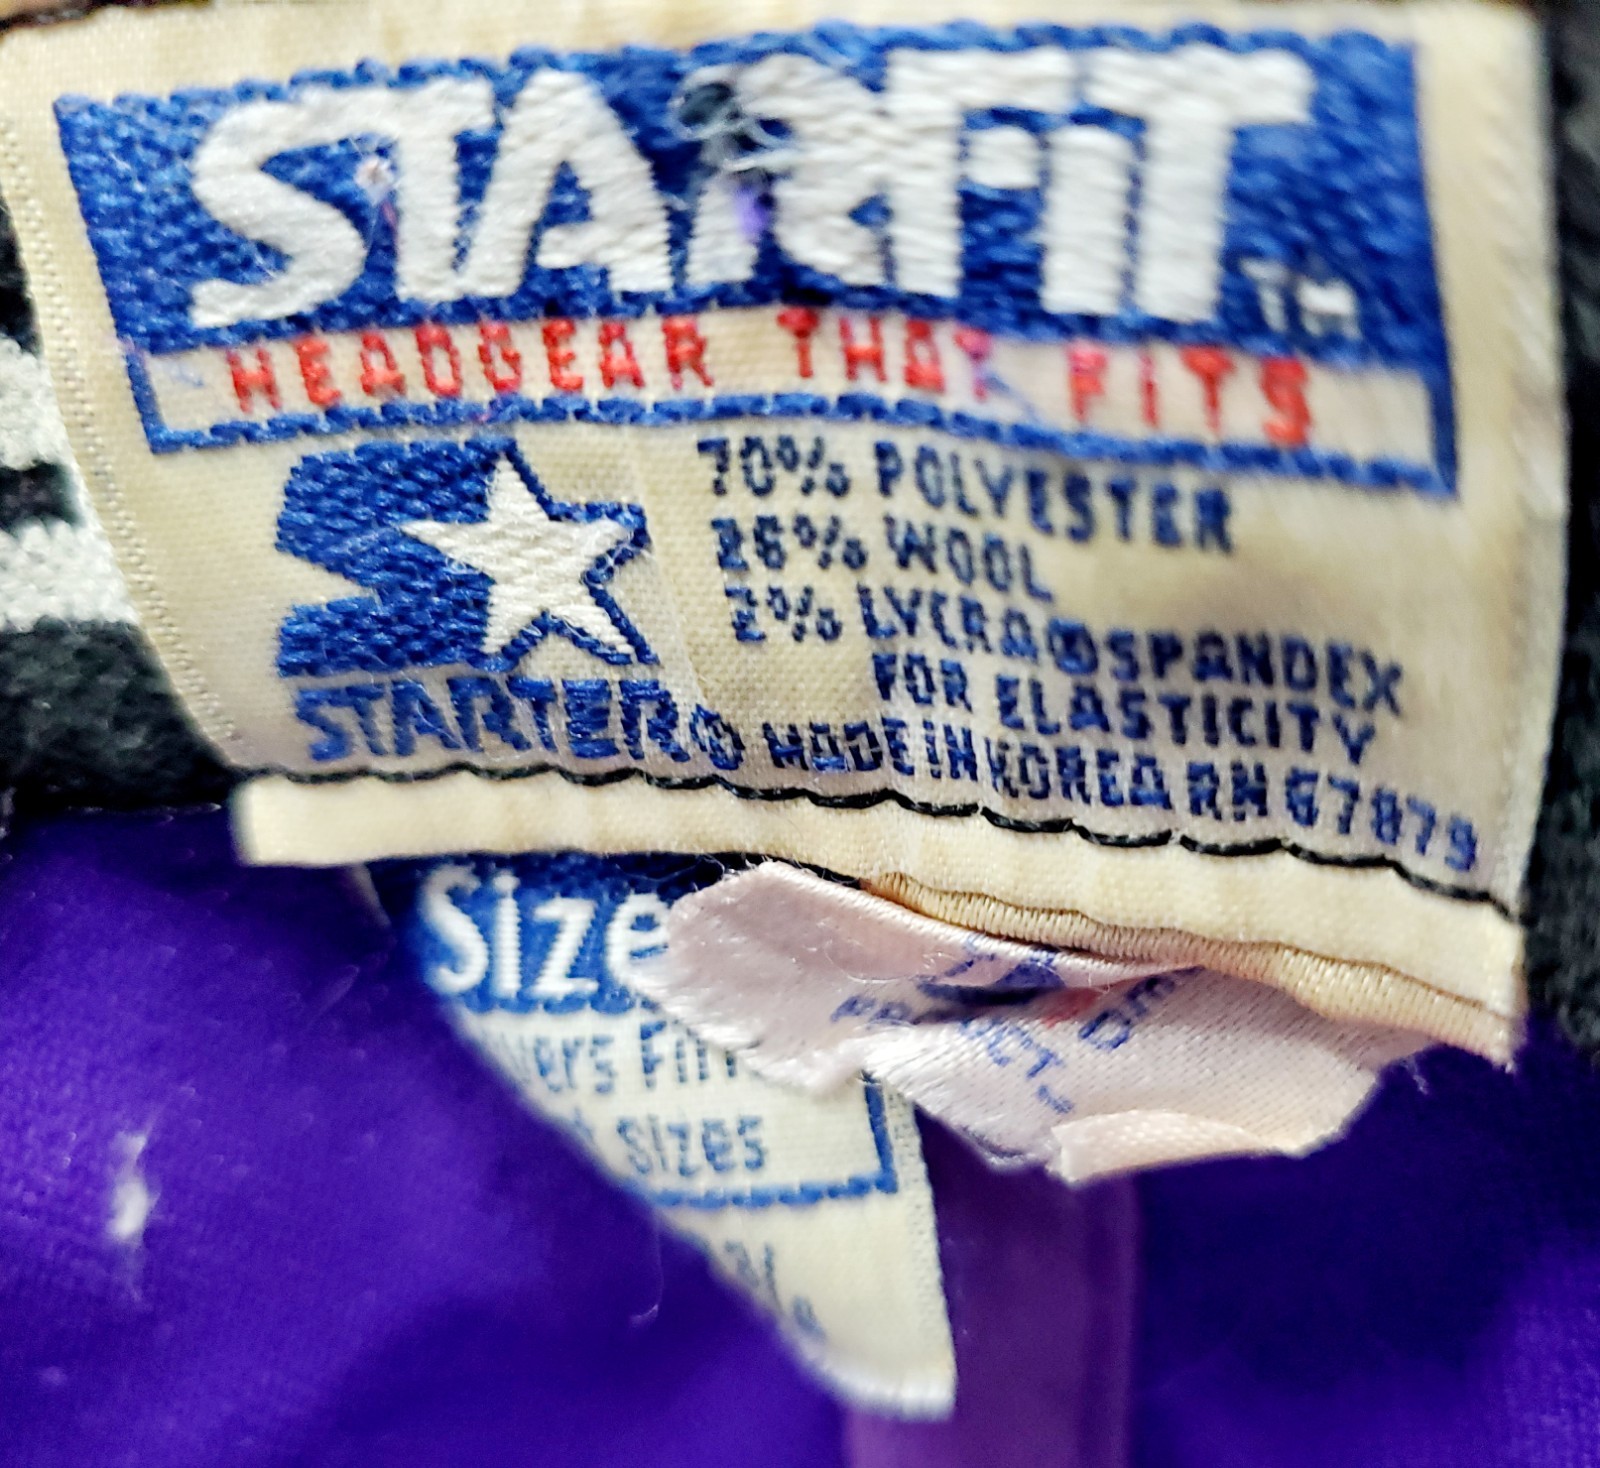 STARFIT TM
HEADGEAR THAT FITS
70% POLYESTER
28% WOOL
2% LYCRA®SPANDEX
FOR ELASTICITY
STARTER® MADE IN KOREA RN 67879
Size
sizes